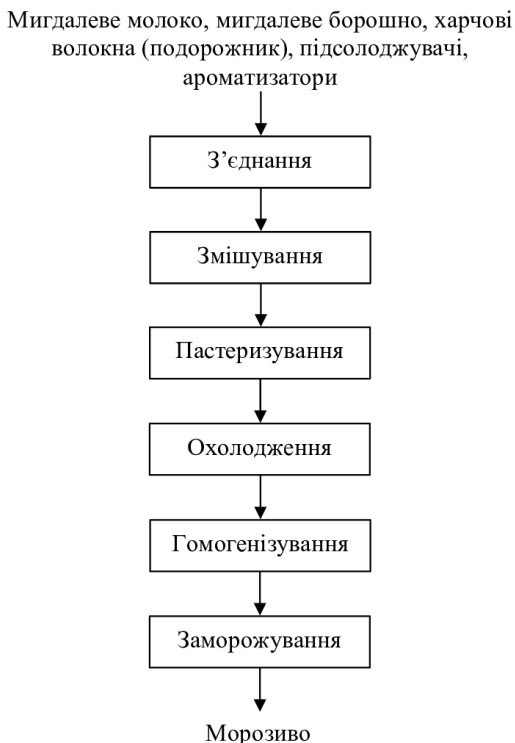 Мигдалеве молоко, мигдалеве борошно, харчові
волокна (подорожник), підсолоджувачі,
ароматизатори
З’єднання
Змішування
Пастеризування
Охолодження
Гомогенізування
Заморожування
Морозиво